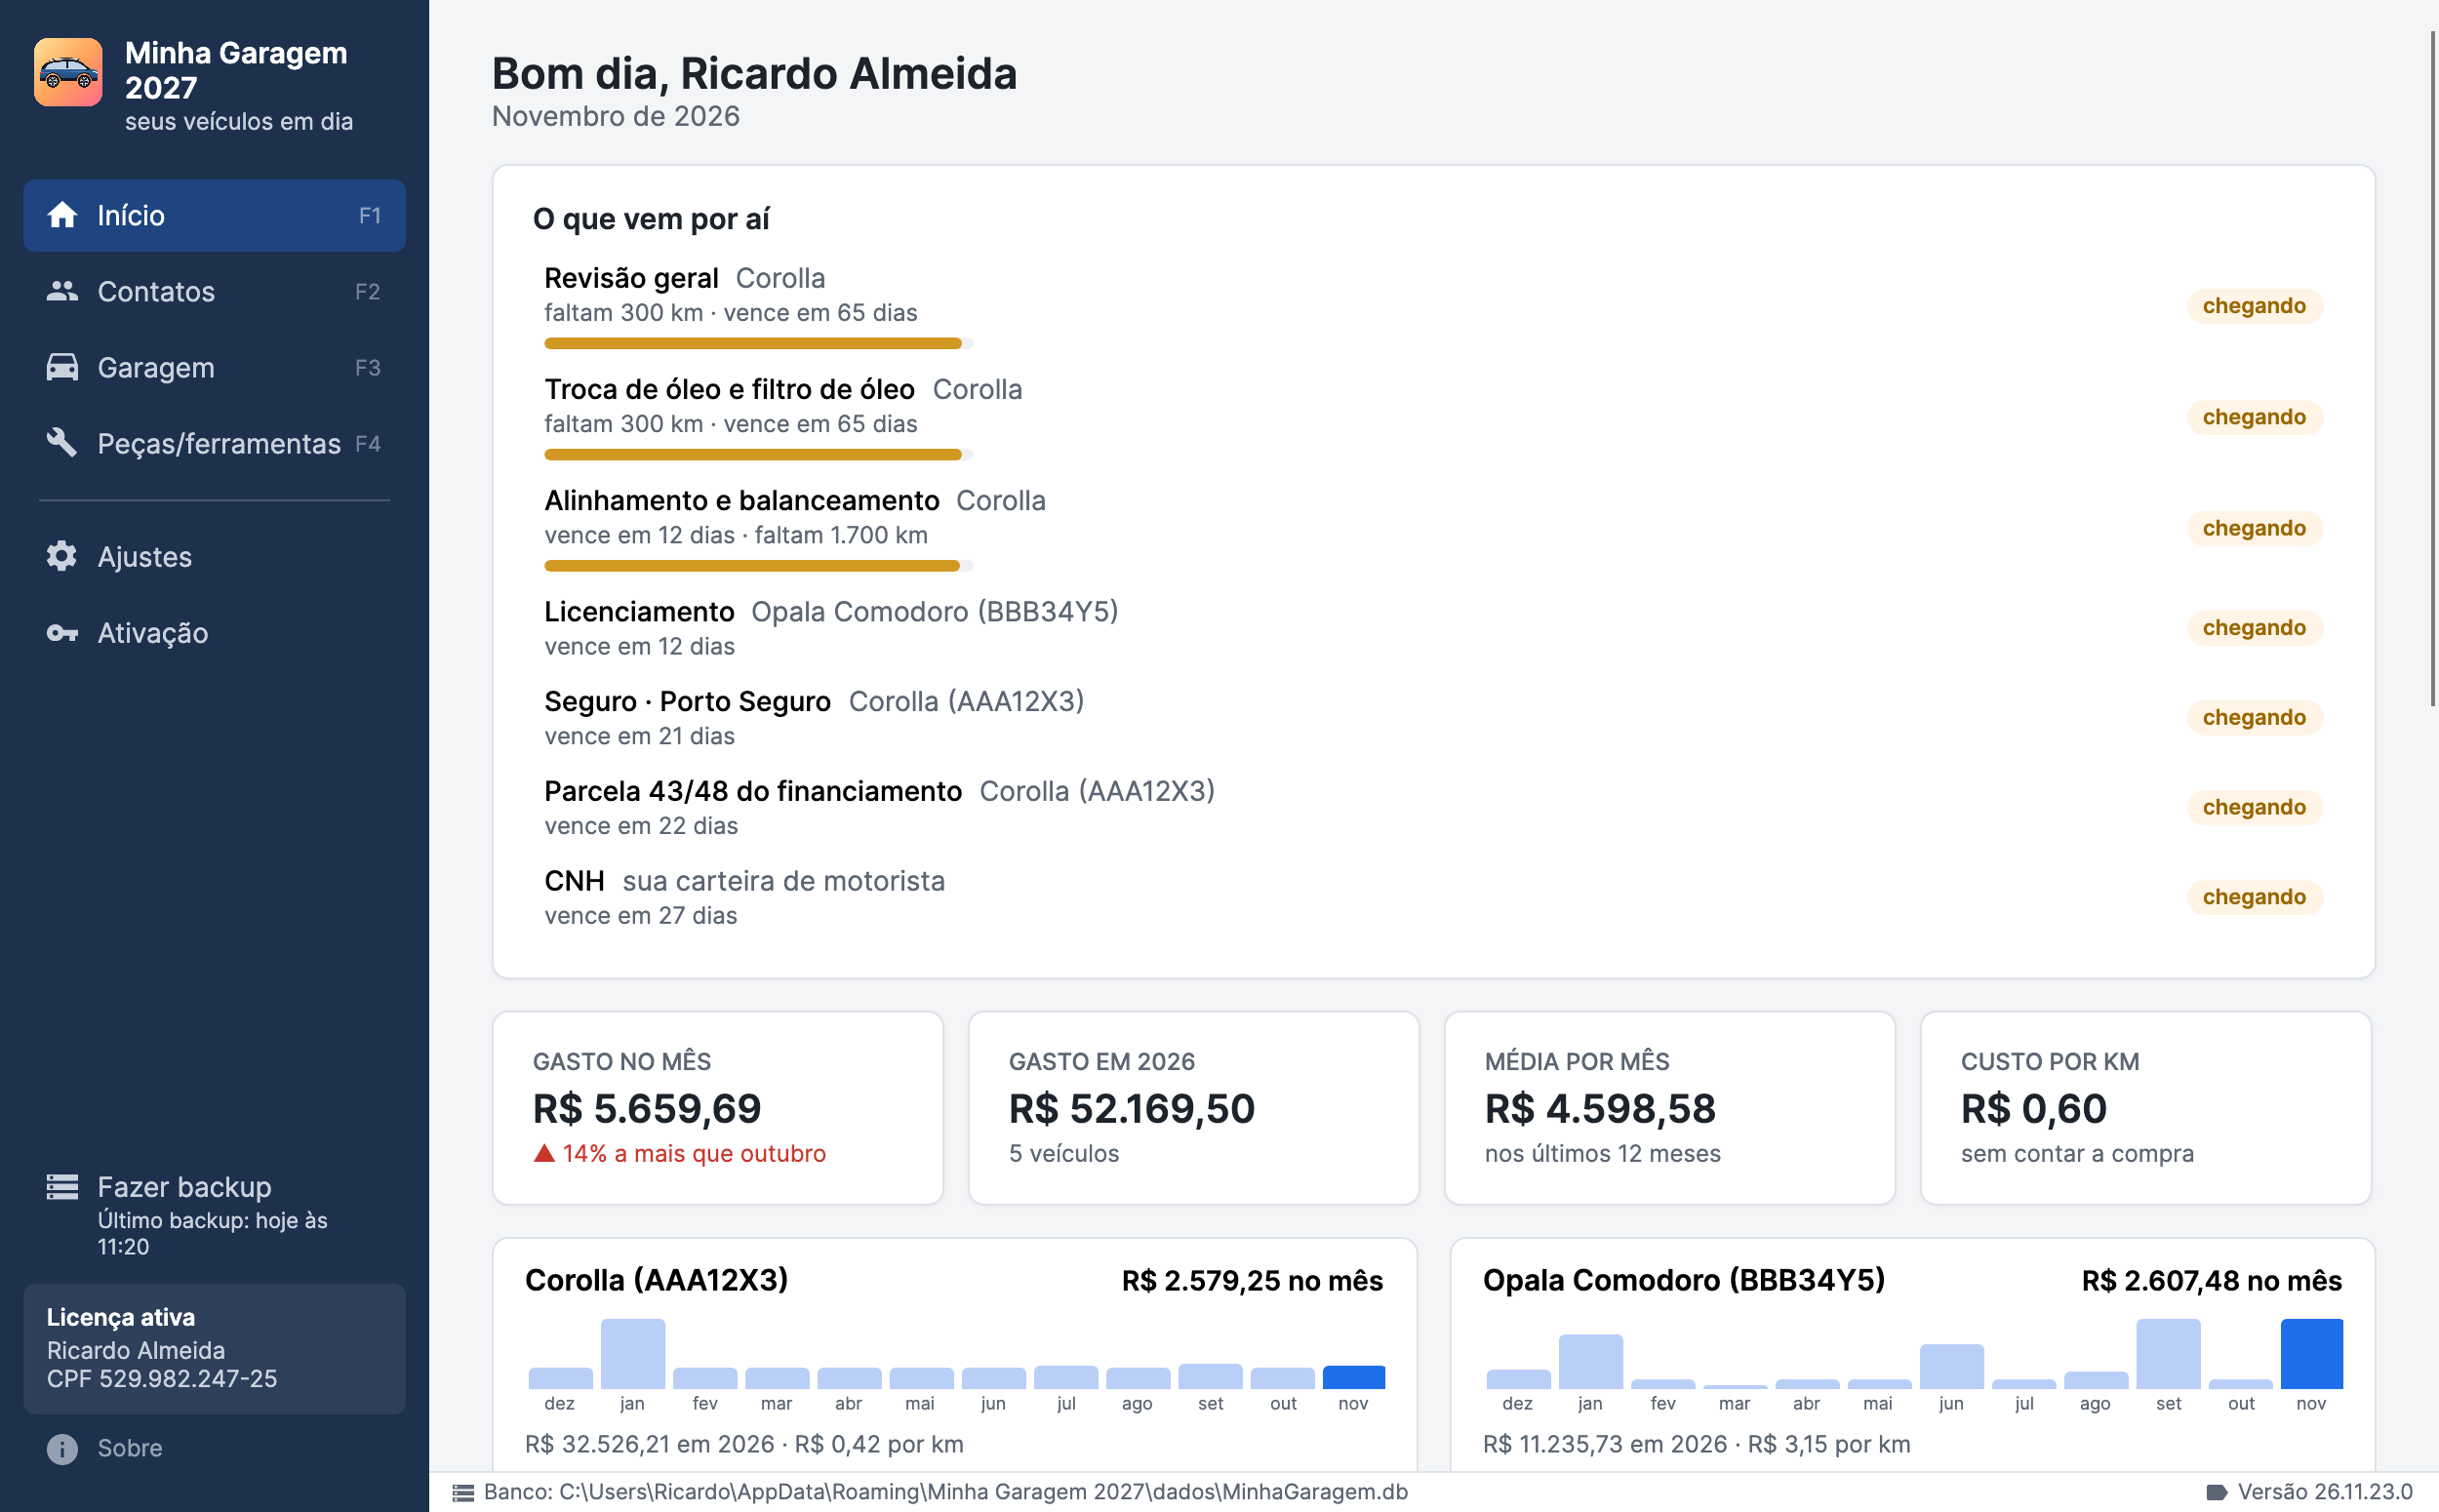 Minha Garagem
2027
seus veículos em dia
Início F1
Contatos F2
Garagem F3
Peças/ferramentas F4
Ajustes
Ativação
Fazer backup
Último backup: hoje às
11:20
Licença ativa
Ricardo Almeida
CPF 529.982.247-25
Sobre
Bom dia, Ricardo Almeida
Novembro de 2026
O que vem por aí
Revisão geral Corolla
faltam 300 km · vence em 65 dias
chegando
Troca de óleo e filtro de óleo Corolla
faltam 300 km · vence em 65 dias
chegando
Alinhamento e balanceamento Corolla
vence em 12 dias · faltam 1.700 km
chegando
Licenciamento Opala Comodoro (BBB34Y5)
vence em 12 dias
chegando
Seguro · Porto Seguro Corolla (AAA12X3)
vence em 21 dias
chegando
Parcela 43/48 do financiamento Corolla (AAA12X3)
vence em 22 dias
chegando
CNH sua carteira de motorista
vence em 27 dias
chegando
GASTO NO MÊS
R$ 5.659,69
▲ 14% a mais que outubro
GASTO EM 2026
R$ 52.169,50
5 veículos
MÉDIA POR MÊS
R$ 4.598,58
nos últimos 12 meses
CUSTO POR KM
R$ 0,60
sem contar a compra
Corolla (AAA12X3) R$ 2.579,25 no mês
dez jan fev mar abr mai jun jul ago set out nov
R$ 32.526,21 em 2026 · R$ 0,42 por km
Opala Comodoro (BBB34Y5) R$ 2.607,48 no mês
dez jan fev mar abr mai jun jul ago set out nov
R$ 11.235,73 em 2026 · R$ 3,15 por km
Banco: C:\Users\Ricardo\AppData\Roaming\Minha Garagem 2027\dados\MinhaGaragem.db
Versão 26.11.23.0